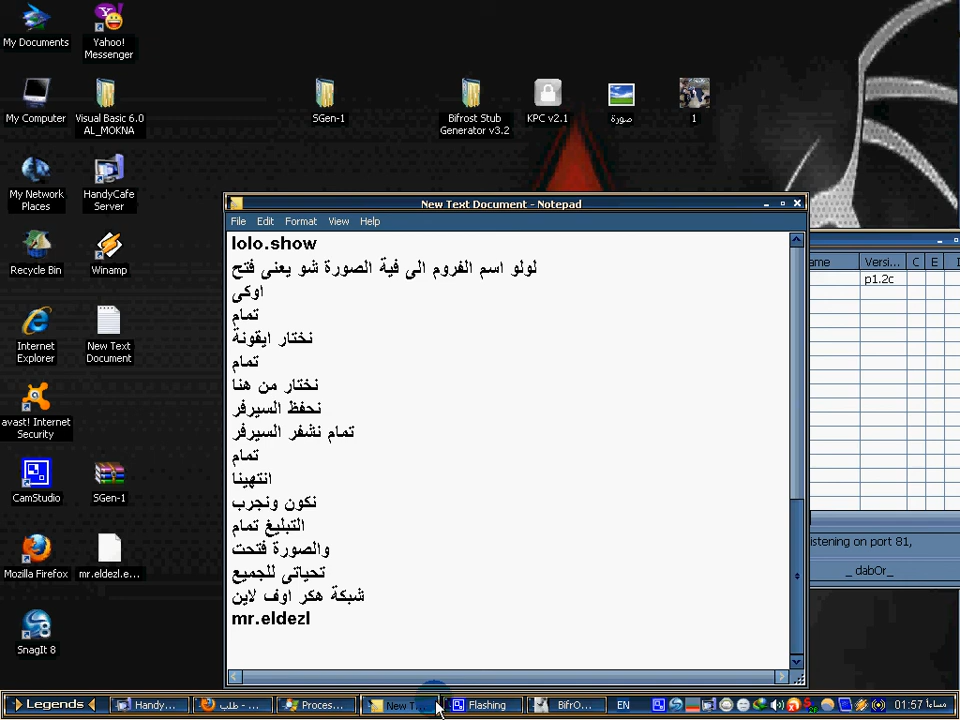 My Documents
Yahoo!
Messenger
My Computer
Visual Basic 6.0
AL_MOKNA
SGen-1
Bifrost Stub
Generator v3.2
KPC v2.1
صورة
1
My Network
Places
HandyCafe
Server
Recycle Bin
Winamp
Internet
Explorer
New Text
Document
avast! Internet
Security
CamStudio
SGen-1
Mozilla Firefox
mr.eldezl.e...
SnagIt 8
New Text Document - Notepad
File Edit Format View Help
lolo.show
لولو اسم الفروم الى فية الصورة شو يعنى فتح
اوكى
تمام
نختار ايقونة
تمام
نختار من هنا
نحفظ السيرفر
تمام نشفر السيرفر
تمام
انتهينا
نكون ونجرب
التبليغ تمام
والصورة فتحت
تحياتى للجميع
شبكة هكر اوف لاين
mr.eldezl
ame Versi... C E
p1.2c
istening on port 81,
_dabOr_
Legends
Handy...
طلب - ...
Proces...
New T...
Flashing
BifrO...
EN
01:57 مساءً